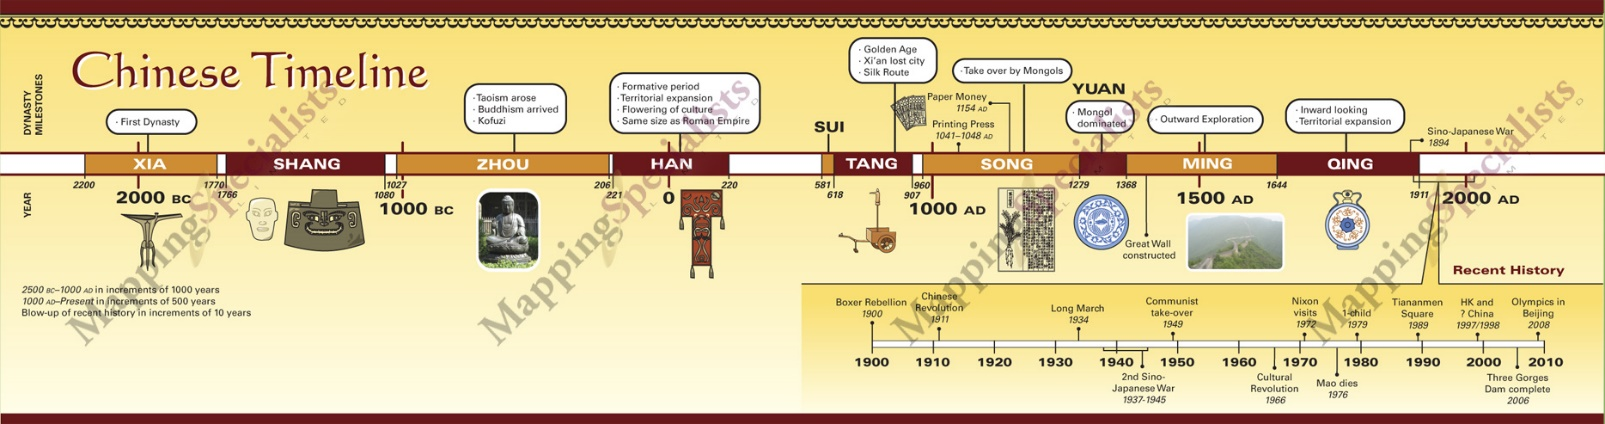 Chinese Timeline
DYNASTY
MILESTONES
· First Dynasty
· Taoism arose
· Buddhism arrived
· Kofuzi
· Formative period
· Territorial expansion
· Flowering of culture
· Same size as Roman Empire
· Golden Age
· Xi'an lost city
· Silk Route
· Take over by Mongols
Paper Money
1154 AD
Printing Press
1041–1048 AD
YUAN
· Mongol
dominated
· Outward Exploration
· Inward looking
· Territorial expansion
Sino-Japanese War
1894
SUI
XIA
SHANG
ZHOU
HAN
TANG
SONG
MING
QING
YEAR
2200
1770
1766
1080
1027
206
221
220
581
618
907
960
1279
1368
1644
1911
2000 BC
1000 BC
0
1000 AD
1500 AD
2000 AD
Great Wall
constructed
2500 BC–1000 AD in increments of 1000 years
1000 AD–Present in increments of 500 years
Blow-up of recent history in increments of 10 years
Recent History
Boxer Rebellion
1900
Chinese
Revolution
1911
Long March
1934
Communist
take-over
1949
Nixon
visits
1972
1-child
1979
Tiananmen
Square
1989
HK and
? China
1997/1998
Olympics in
Beijing
2008
1900
1910
1920
1930
1940
1950
1960
1970
1980
1990
2000
2010
2nd Sino-
Japanese War
1937-1945
Cultural
Revolution
1966
Mao dies
1976
Three Gorges
Dam complete
2006
MappingSpecialists
LIMITED
MappingSpecialists
LIMITED
MappingSpecialists
LIMITED
MappingSpecialists
LIMITED